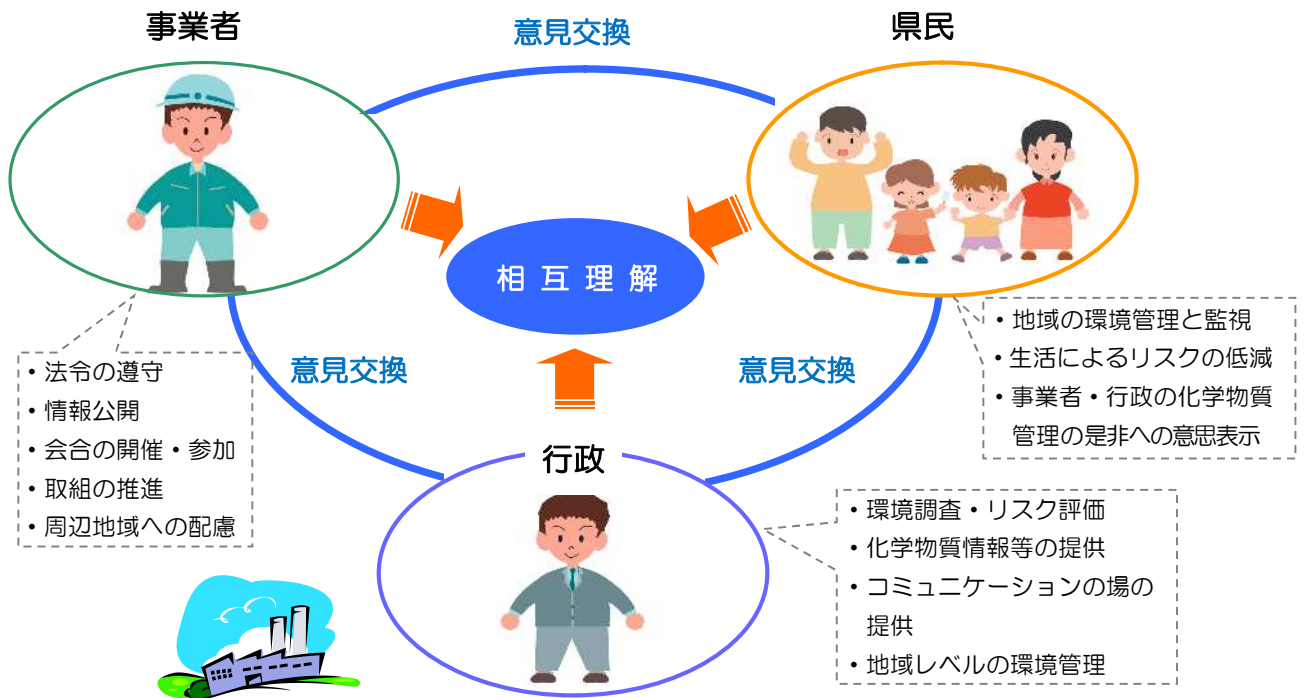 事業者
意見交換
県民
相互理解
意見交換
意見交換
・法令の遵守
・情報公開
・会合の開催・参加
・取組の推進
・周辺地域への配慮
・地域の環境管理と監視
・生活によるリスクの低減
・事業者・行政の化学物質
管理の是非への意思表示
行政
・環境調査・リスク評価
・化学物質情報等の提供
・コミュニケーションの場の
提供
・地域レベルの環境管理